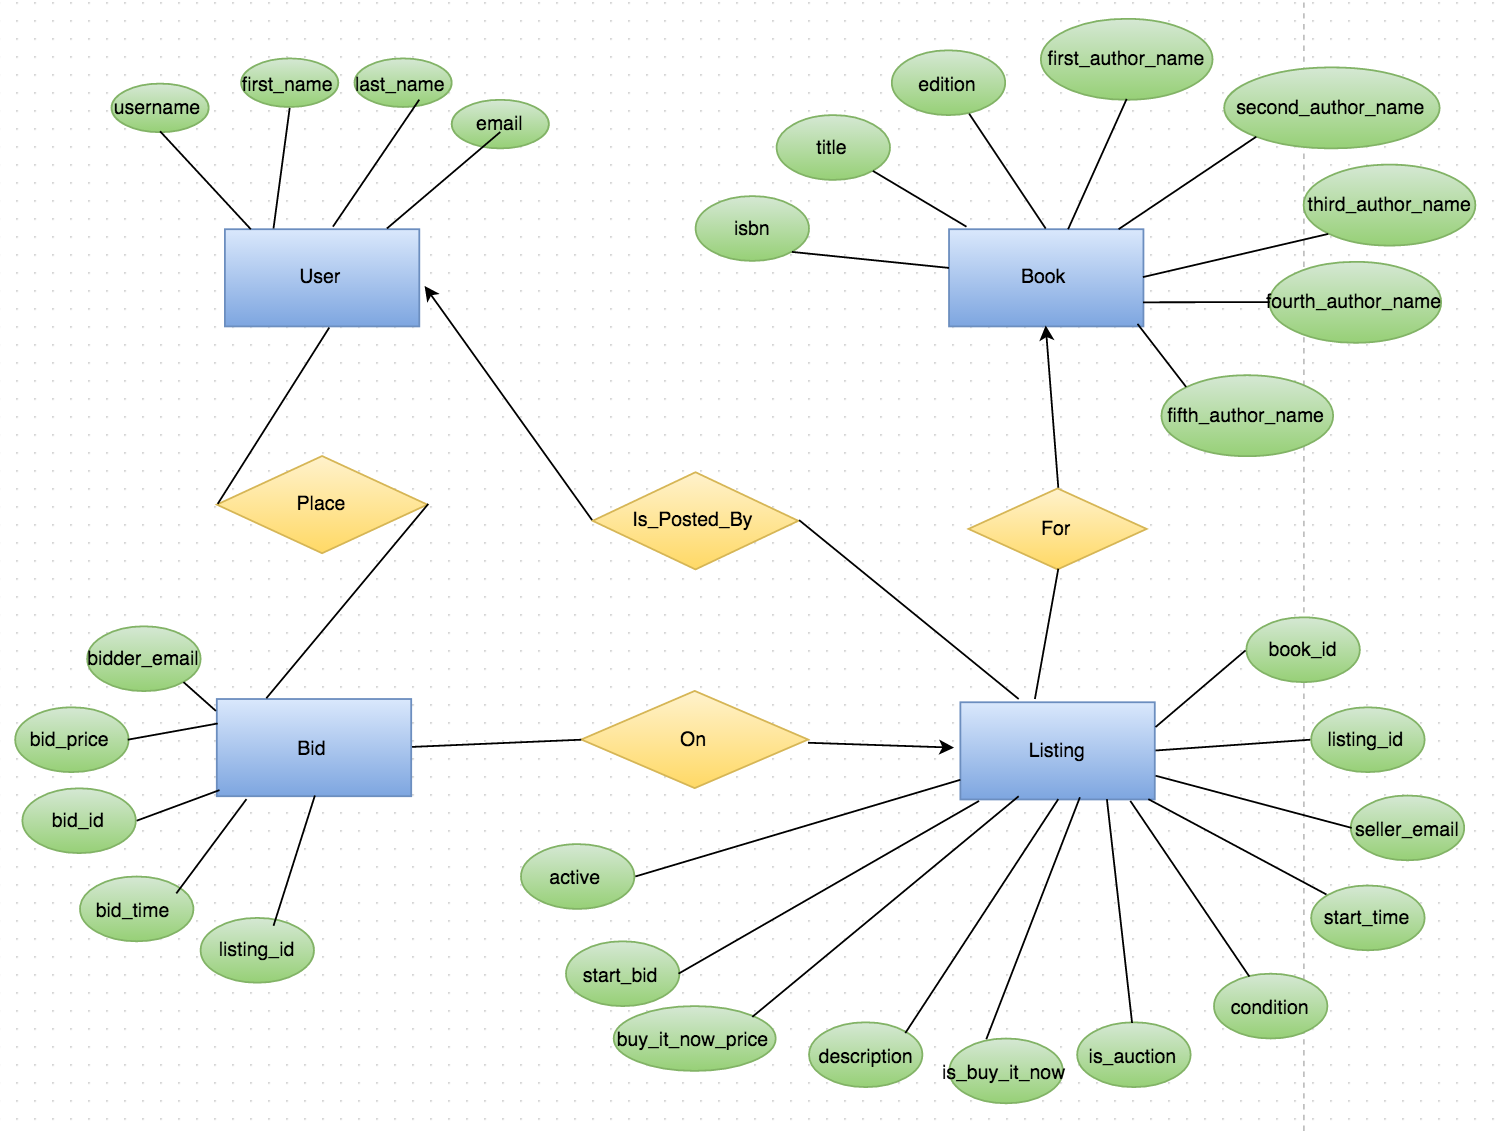 first_author_name
first_name
last_name
edition
username
second_author_name
email
title
third_author_name
isbn
User
Book
fourth_author_name
fifth_author_name
Place
Is_Posted_By
For
book_id
bidder_email
bid_price
Bid
On
Listing
listing_id
bid_id
seller_email
active
bid_time
start_time
listing_id
start_bid
condition
buy_it_now_price
description
is_auction
is_buy_it_now